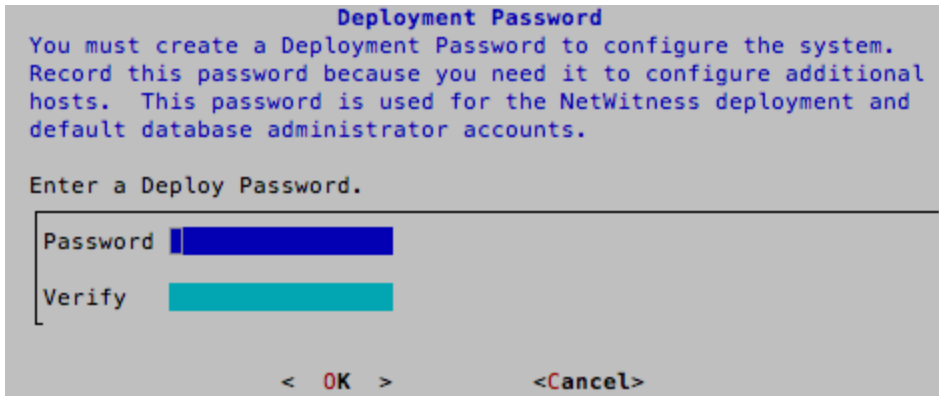 Deployment Password
You must create a Deployment Password to configure the system.
Record this password because you need it to configure additional
hosts.  This password is used for the NetWitness deployment and
default database administrator accounts.
Enter a Deploy Password.
Password
Verify
<  OK  >          <Cancel>